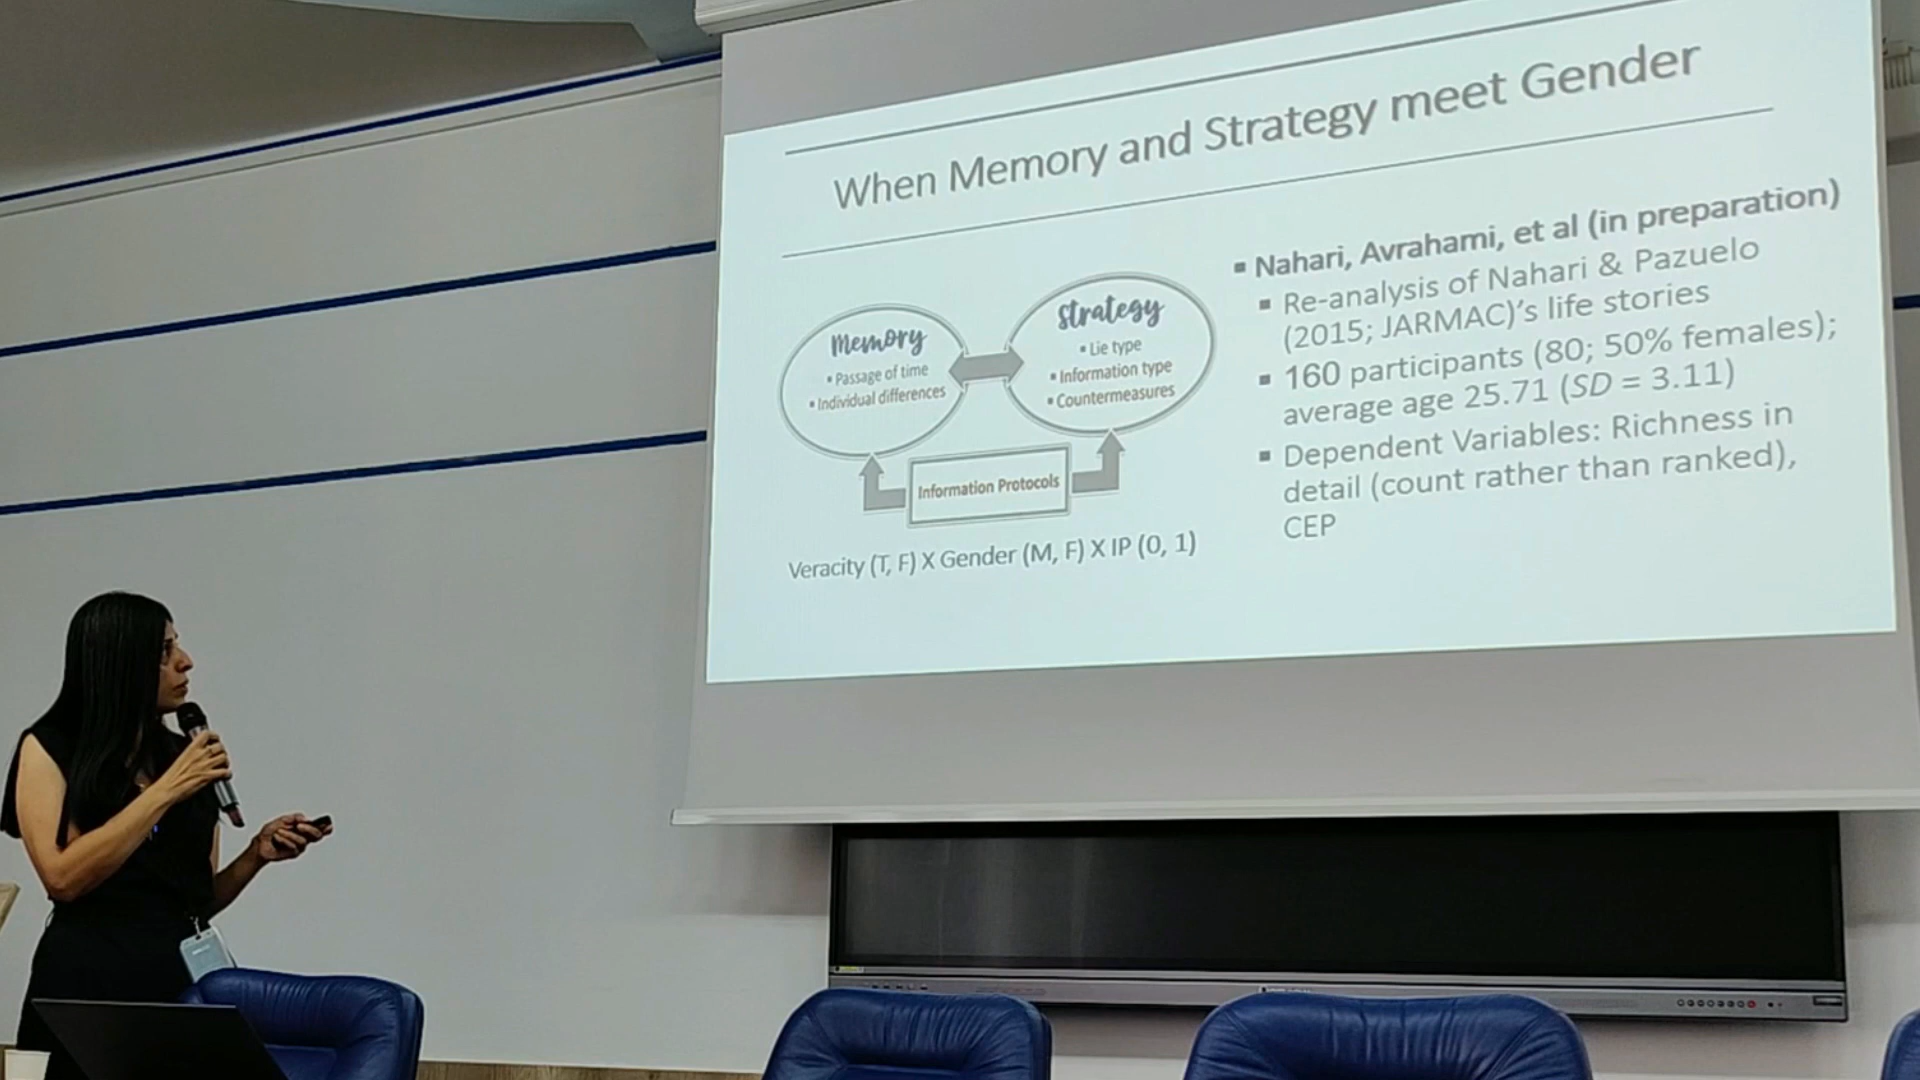 When Memory and Strategy meet Gender
Memory
▪ Passage of time
▪ Individual differences
Strategy
▪ Lie type
▪ Information type
▪ Countermeasures
Information Protocols
Veracity (T, F) X Gender (M, F) X IP (0, 1)
▪ Nahari, Avrahami, et al (in preparation)
▪ Re-analysis of Nahari & Pazuelo
(2015; JARMAC)’s life stories
▪ 160 participants (80; 50% females);
average age 25.71 (SD = 3.11)
▪ Dependent Variables: Richness in
detail (count rather than ranked),
CEP